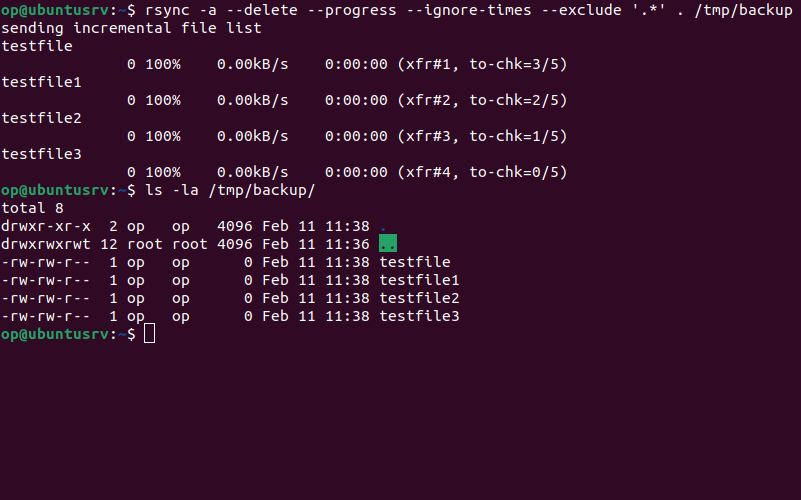 op@ubuntusrv:~$ rsync -a --delete --progress --ignore-times --exclude '.*' . /tmp/backup
sending incremental file list
testfile
              0 100%    0.00kB/s    0:00:00 (xfr#1, to-chk=3/5)
testfile1
              0 100%    0.00kB/s    0:00:00 (xfr#2, to-chk=2/5)
testfile2
              0 100%    0.00kB/s    0:00:00 (xfr#3, to-chk=1/5)
testfile3
              0 100%    0.00kB/s    0:00:00 (xfr#4, to-chk=0/5)
op@ubuntusrv:~$ ls -la /tmp/backup/
total 8
drwxr-xr-x  2 op   op   4096 Feb 11 11:38 .
drwxrwxrwt 12 root root 4096 Feb 11 11:36 ..
-rw-rw-r--  1 op   op      0 Feb 11 11:38 testfile
-rw-rw-r--  1 op   op      0 Feb 11 11:38 testfile1
-rw-rw-r--  1 op   op      0 Feb 11 11:38 testfile2
-rw-rw-r--  1 op   op      0 Feb 11 11:38 testfile3
op@ubuntusrv:~$